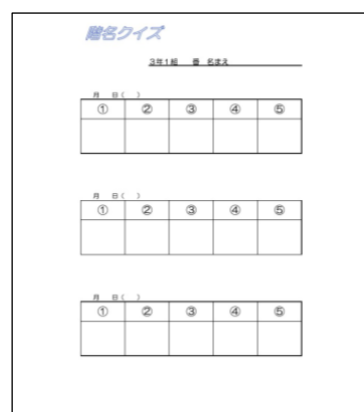 階名クイズ
3年1組　番　名まえ
月　日（　）
① ② ③ ④ ⑤
月　日（　）
① ② ③ ④ ⑤
月　日（　）
① ② ③ ④ ⑤